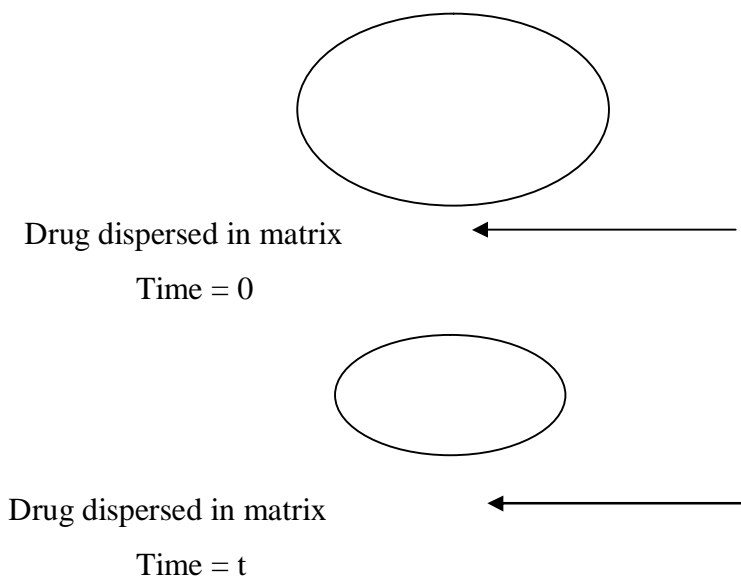 Drug dispersed in matrix
Time = 0
Drug dispersed in matrix
Time = t